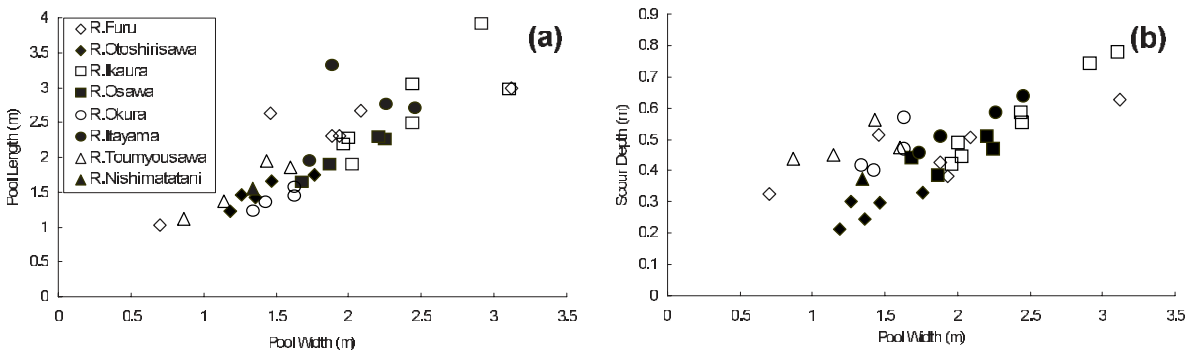 (a)
4
3.5
3
2.5
2
1.5
1
0.5
0
Pool Length (m)
R.Furu
R.Otoshirisawa
R.Ikaura
R.Osawa
R.Okura
R.Itayama
R.Toumyousawa
R.Nishimatatani
0 0.5 1 1.5 2 2.5 3 3.5
Pool Width (m)
(b)
0.9
0.8
0.7
0.6
0.5
0.4
0.3
0.2
0.1
0
Scour Depth (m)
0 0.5 1 1.5 2 2.5 3 3.5
Pool Width (m)